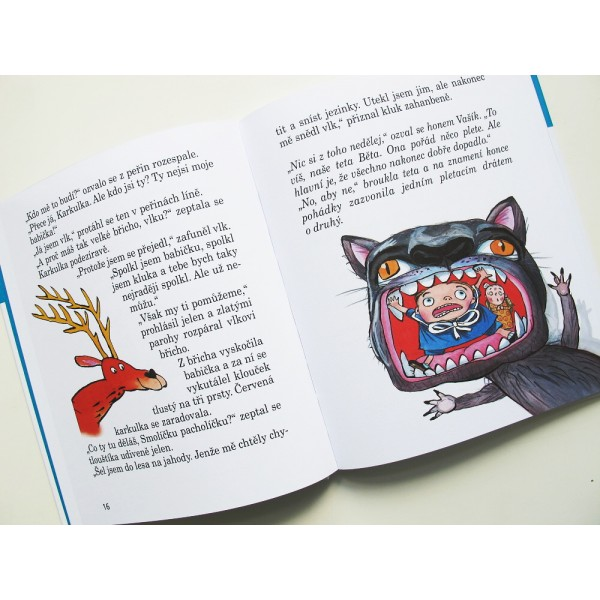 „Kdo mě to budí?“ ozvalo se z peřin rozespale.
„Přece já, Karkulka. Ale kdo jsi ty? Ty nejsi moje
babička!“
„Já jsem vlk,“ protáhl se ten v peřinách líně.
„A proč máš tak velké břicho, vlku?“ zeptala se
Karkulka podezíravě.
„Protože jsem se přejedl,“ zafuněl vlk.
„Spolkl jsem babičku, spolkl
jsem kluka a tebe bych taky
nejraději spolkl. Ale už ne-
můžu.“
„Však my ti pomůžeme,“
prohlásil jelen a zlatými
parohy rozpáral vlkovi
břicho.
Z břicha vyskočila
babička a za ní se
vykutálel klouček
tlustý na tři prsty. Červená
karkulka se zaradovala.
„Co ty tu děláš, Smolíčku pacholíčku?“ zeptal se
tloušťíka udiveně jelen.
„Šel jsem do lesa na jahody. Jenže mě chtěly chy-
16
tit a sníst jezinky. Utekl jsem jim, ale nakonec
mě snědl vlk,“ přiznal kluk zahanbeně.
„Nic si z toho nedělej,“ ozval se honem Vašík. „To
víš, naše teta Běta. Ona pořád něco plete. Ale
hlavní je, že všechno nakonec dobře dopadlo.“
„No, aby ne,“ broukla teta a na znamení konce
pohádky zazvonila jedním pletacím drátem
o druhý.